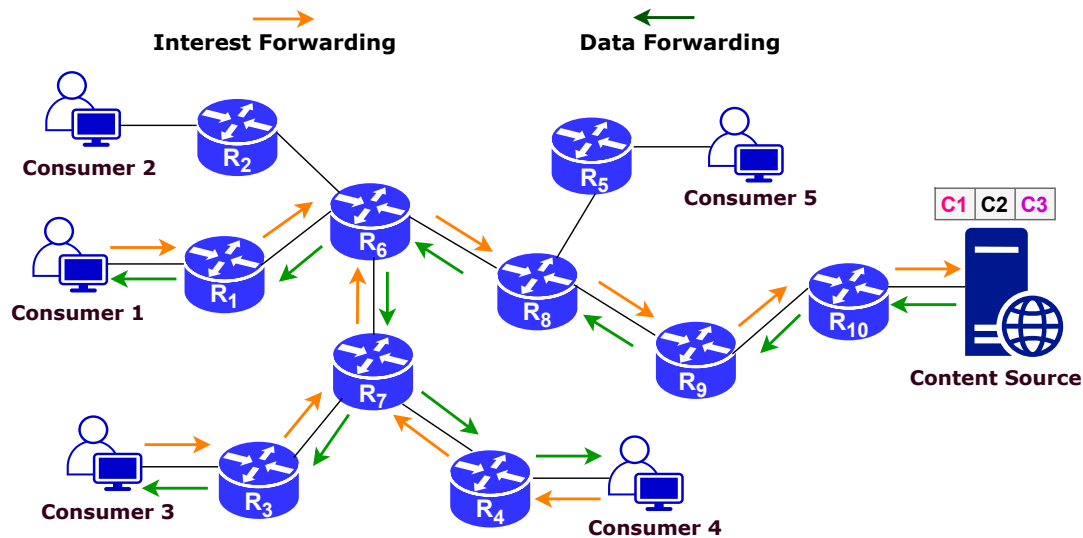 Interest Forwarding
Data Forwarding
Consumer 2
R2
R5
Consumer 5
C1 C2 C3
Consumer 1
R1
R6
R8
R9
R10
Content Source
R7
Consumer 3
R3
R4
Consumer 4